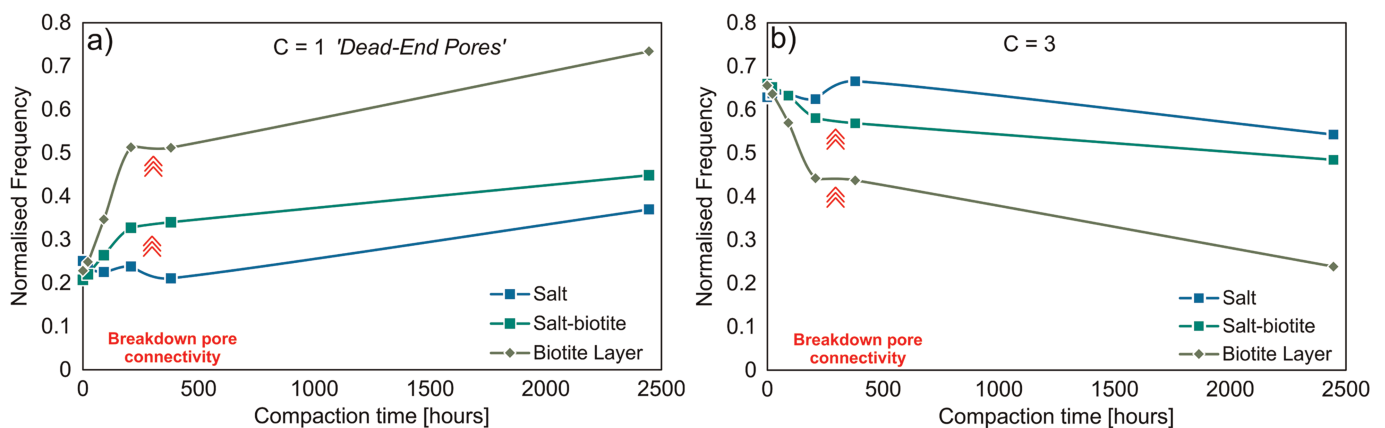 a)
C = 1 'Dead-End Pores'
Normalised Frequency
0.8
0.7
0.6
0.5
0.4
0.3
0.2
0.1
0
Salt
Salt-biotite
Biotite Layer
Breakdown pore
connectivity
0 500 1000 1500 2000 2500
Compaction time [hours]
b)
C = 3
Normalised Frequency
0.8
0.7
0.6
0.5
0.4
0.3
0.2
0.1
0
Salt
Salt-biotite
Biotite Layer
Breakdown pore
connectivity
0 500 1000 1500 2000 2500
Compaction time [hours]